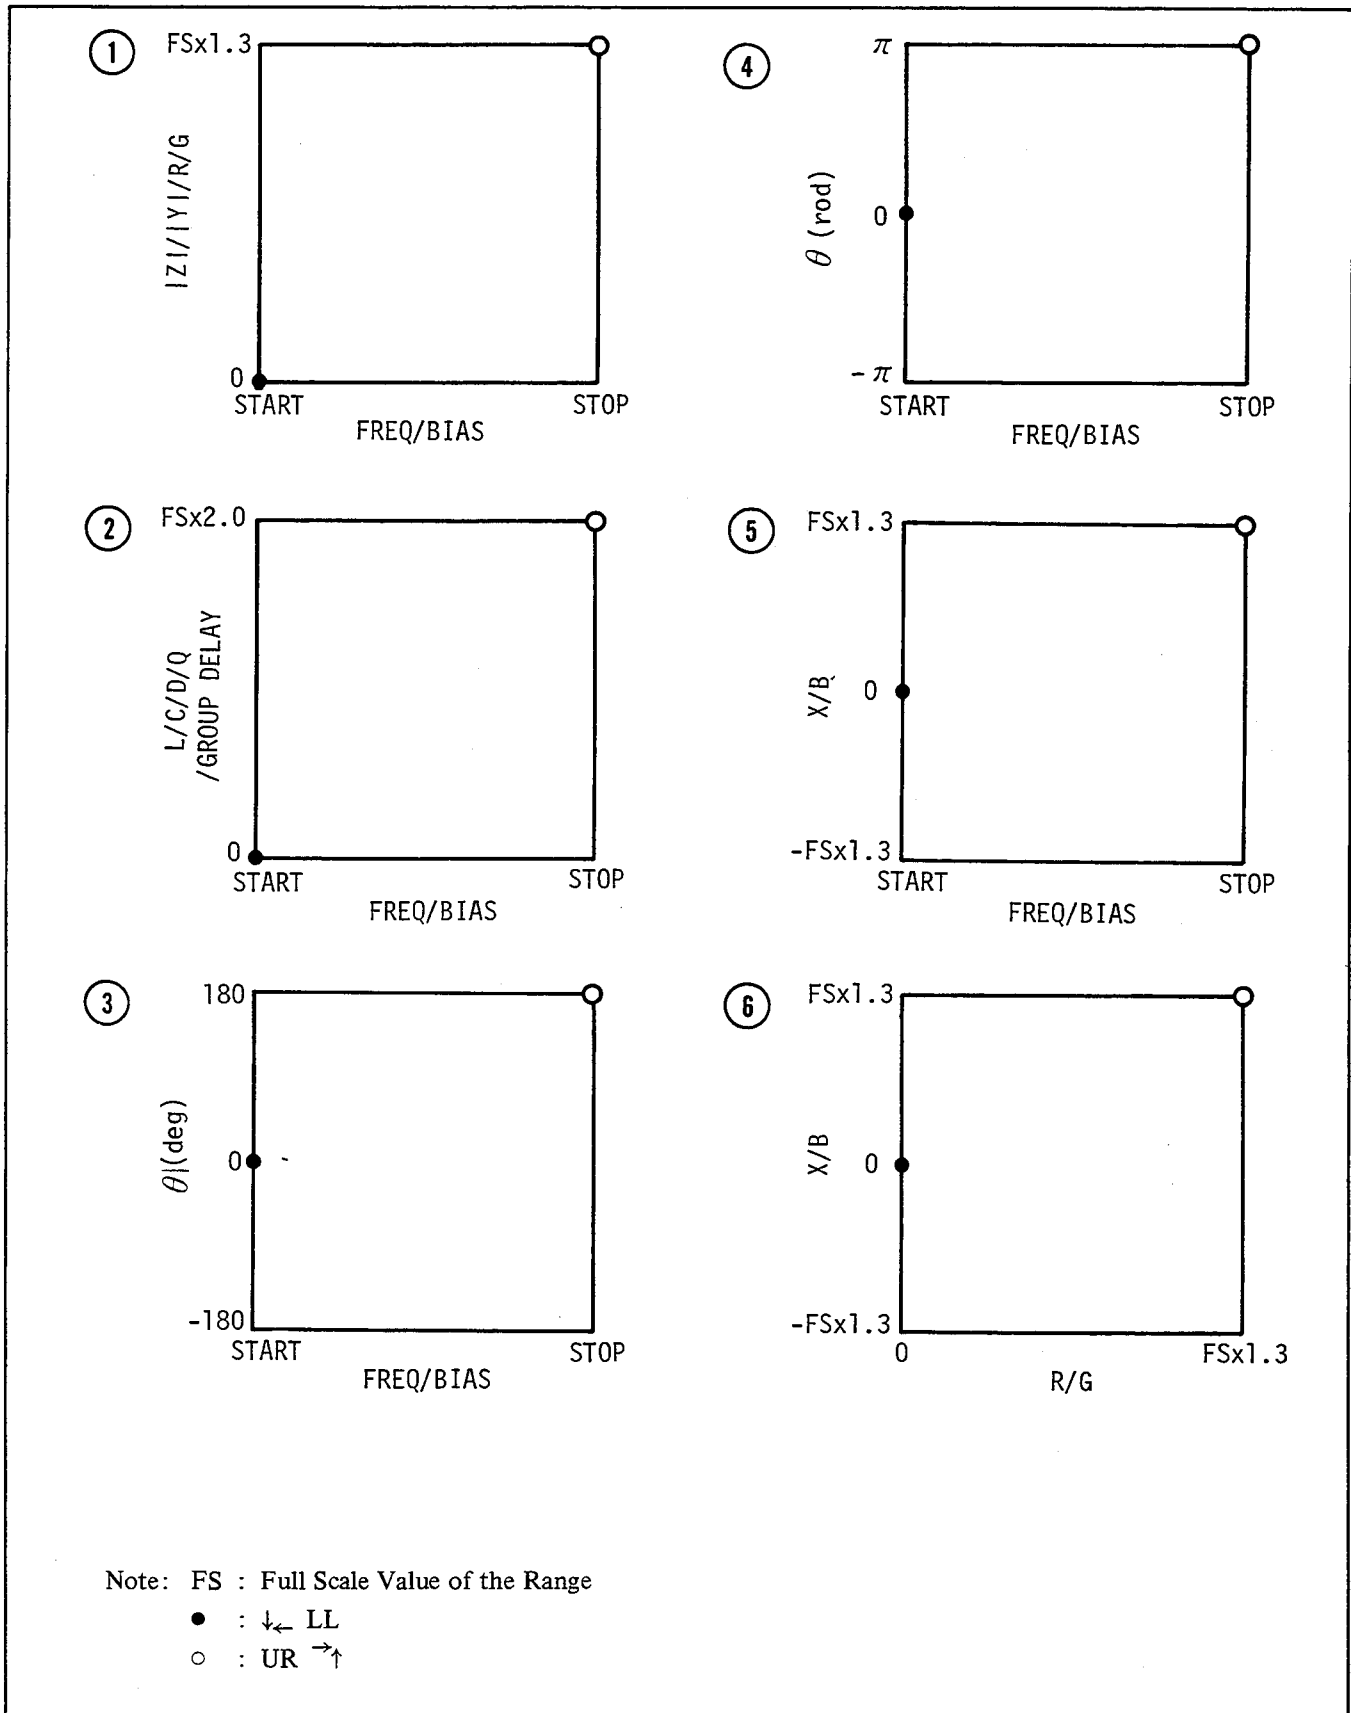 1
FSx1.3
|Z|/|Y|/R/G
0
START
STOP
FREQ/BIAS
2
FSx2.0
L/C/D/Q
/GROUP DELAY
0
START
STOP
FREQ/BIAS
3
180
θ|(deg)
0
-180
START
STOP
FREQ/BIAS
4
π
θ (rod)
0
-π
START
STOP
FREQ/BIAS
5
FSx1.3
X/B
0
-FSx1.3
START
STOP
FREQ/BIAS
6
FSx1.3
X/B
0
-FSx1.3
0
FSx1.3
R/G
Note: FS : Full Scale Value of the Range
● : ↓← LL
○ : UR →↑